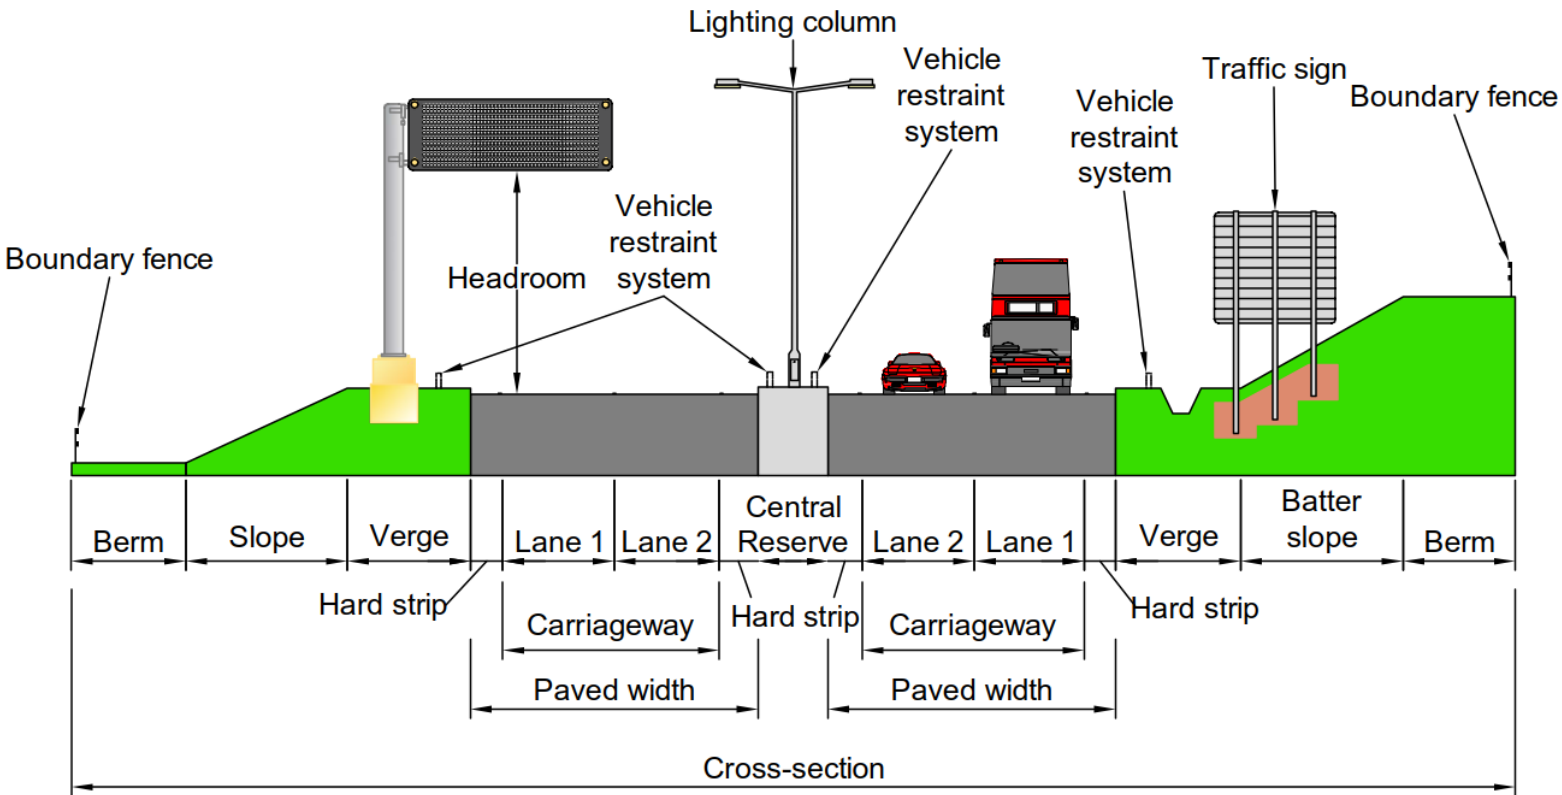 Lighting column
Vehicle
restraint
system
Traffic sign
Boundary fence
Vehicle
restraint
system
Vehicle
restraint
system
Boundary fence
Headroom
Berm
Slope
Verge
Lane 1
Lane 2
Central
Reserve
Lane 2
Lane 1
Verge
Batter
slope
Berm
Hard strip
Hard strip
Hard strip
Carriageway
Carriageway
Paved width
Paved width
Cross-section